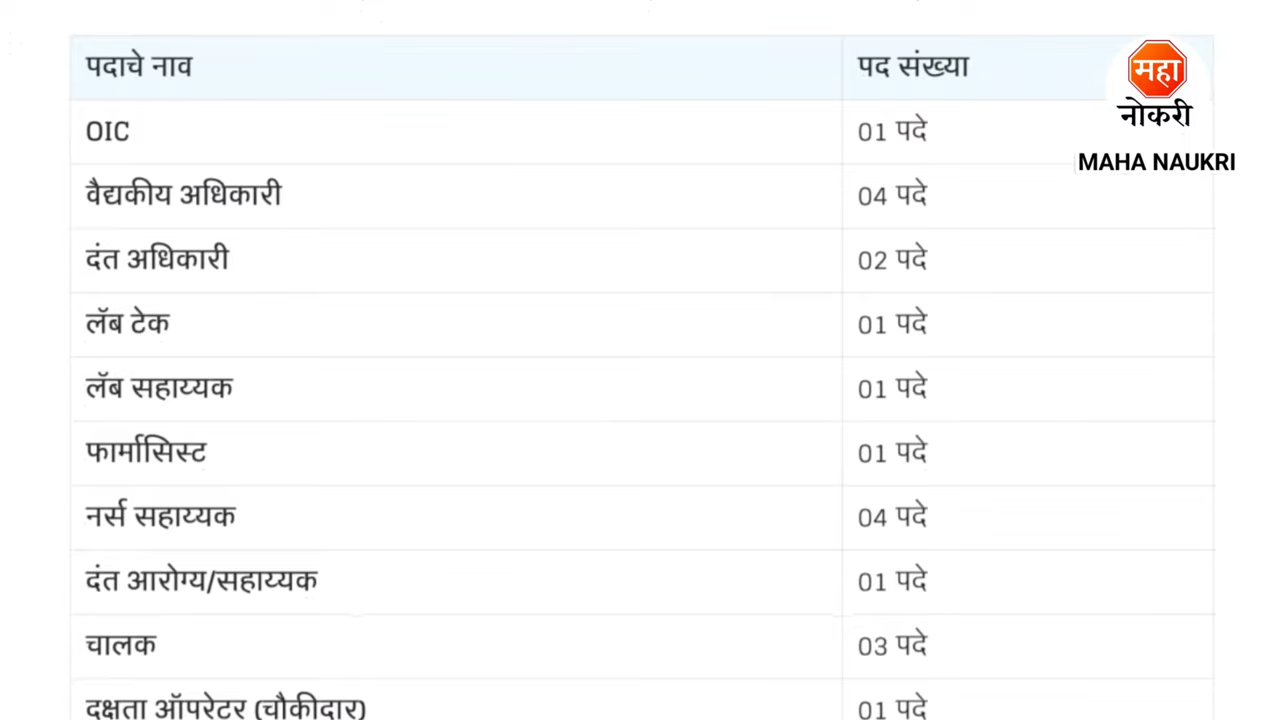 पदाचे नाव पद संख्या
महा
नोकरी
MAHA NAUKRI
OIC 01 पदे
वैद्यकीय अधिकारी 04 पदे
दंत अधिकारी 02 पदे
लॅब टेक 01 पदे
लॅब सहाय्यक 01 पदे
फार्मासिस्ट 01 पदे
नर्स सहाय्यक 04 पदे
दंत आरोग्य/सहाय्यक 01 पदे
चालक 03 पदे
दक्षता ऑपरेटर (चौकीदार) 01 पदे